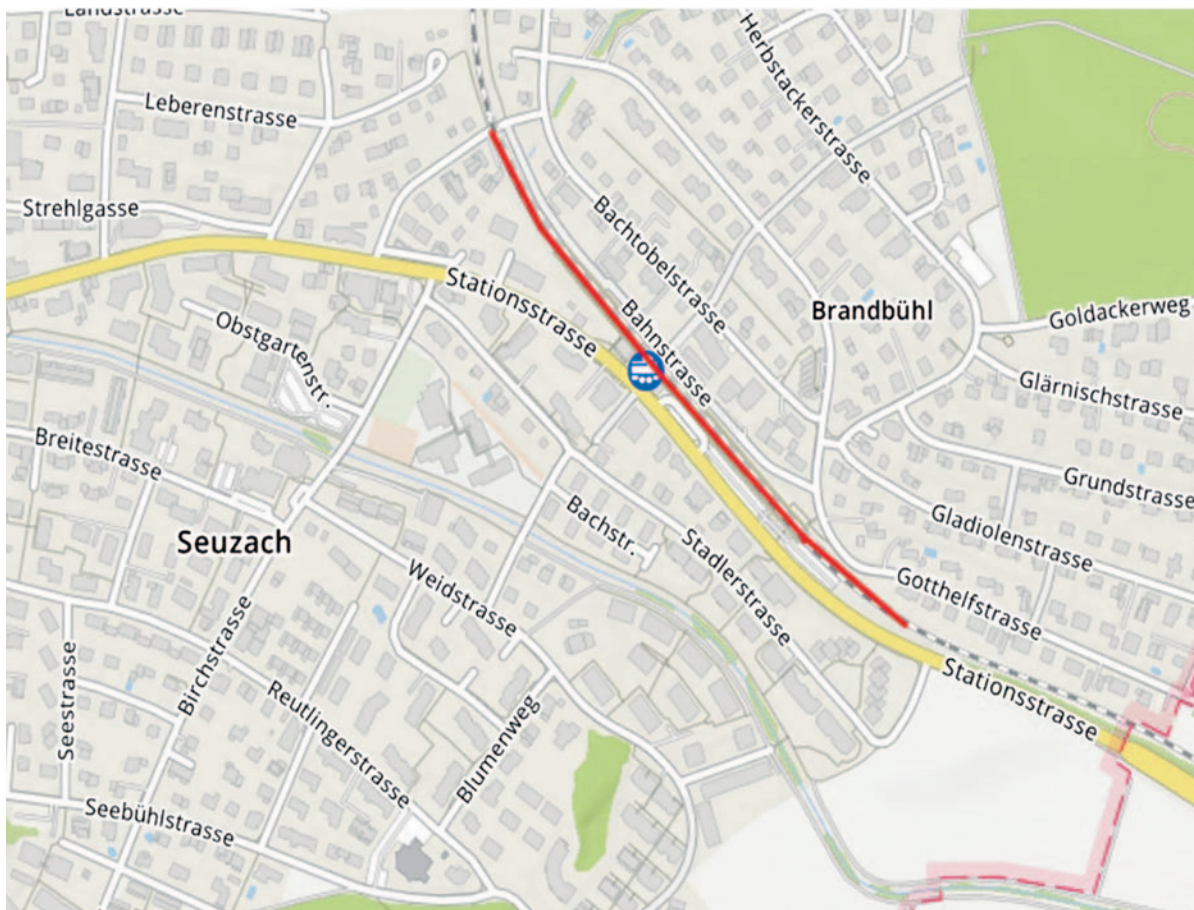 Landstrasse
Herbstackerstrasse
Leberenstrasse
Strehlgasse
Bachtobelstrasse
Stationsstrasse
Bahnstrasse
Brandbühl
Goldackerweg
Obstgartenstr.
Glärnischstrasse
Breitestrasse
Grundstrasse
Seuzach
Bachstr.
Gladiolenstrasse
Stadlerstrasse
Weidstrasse
Gotthelfstrasse
Birchstrasse
Seestrasse
Reutlingerstrasse
Blumenweg
Stationsstrasse
Seebühlstrasse